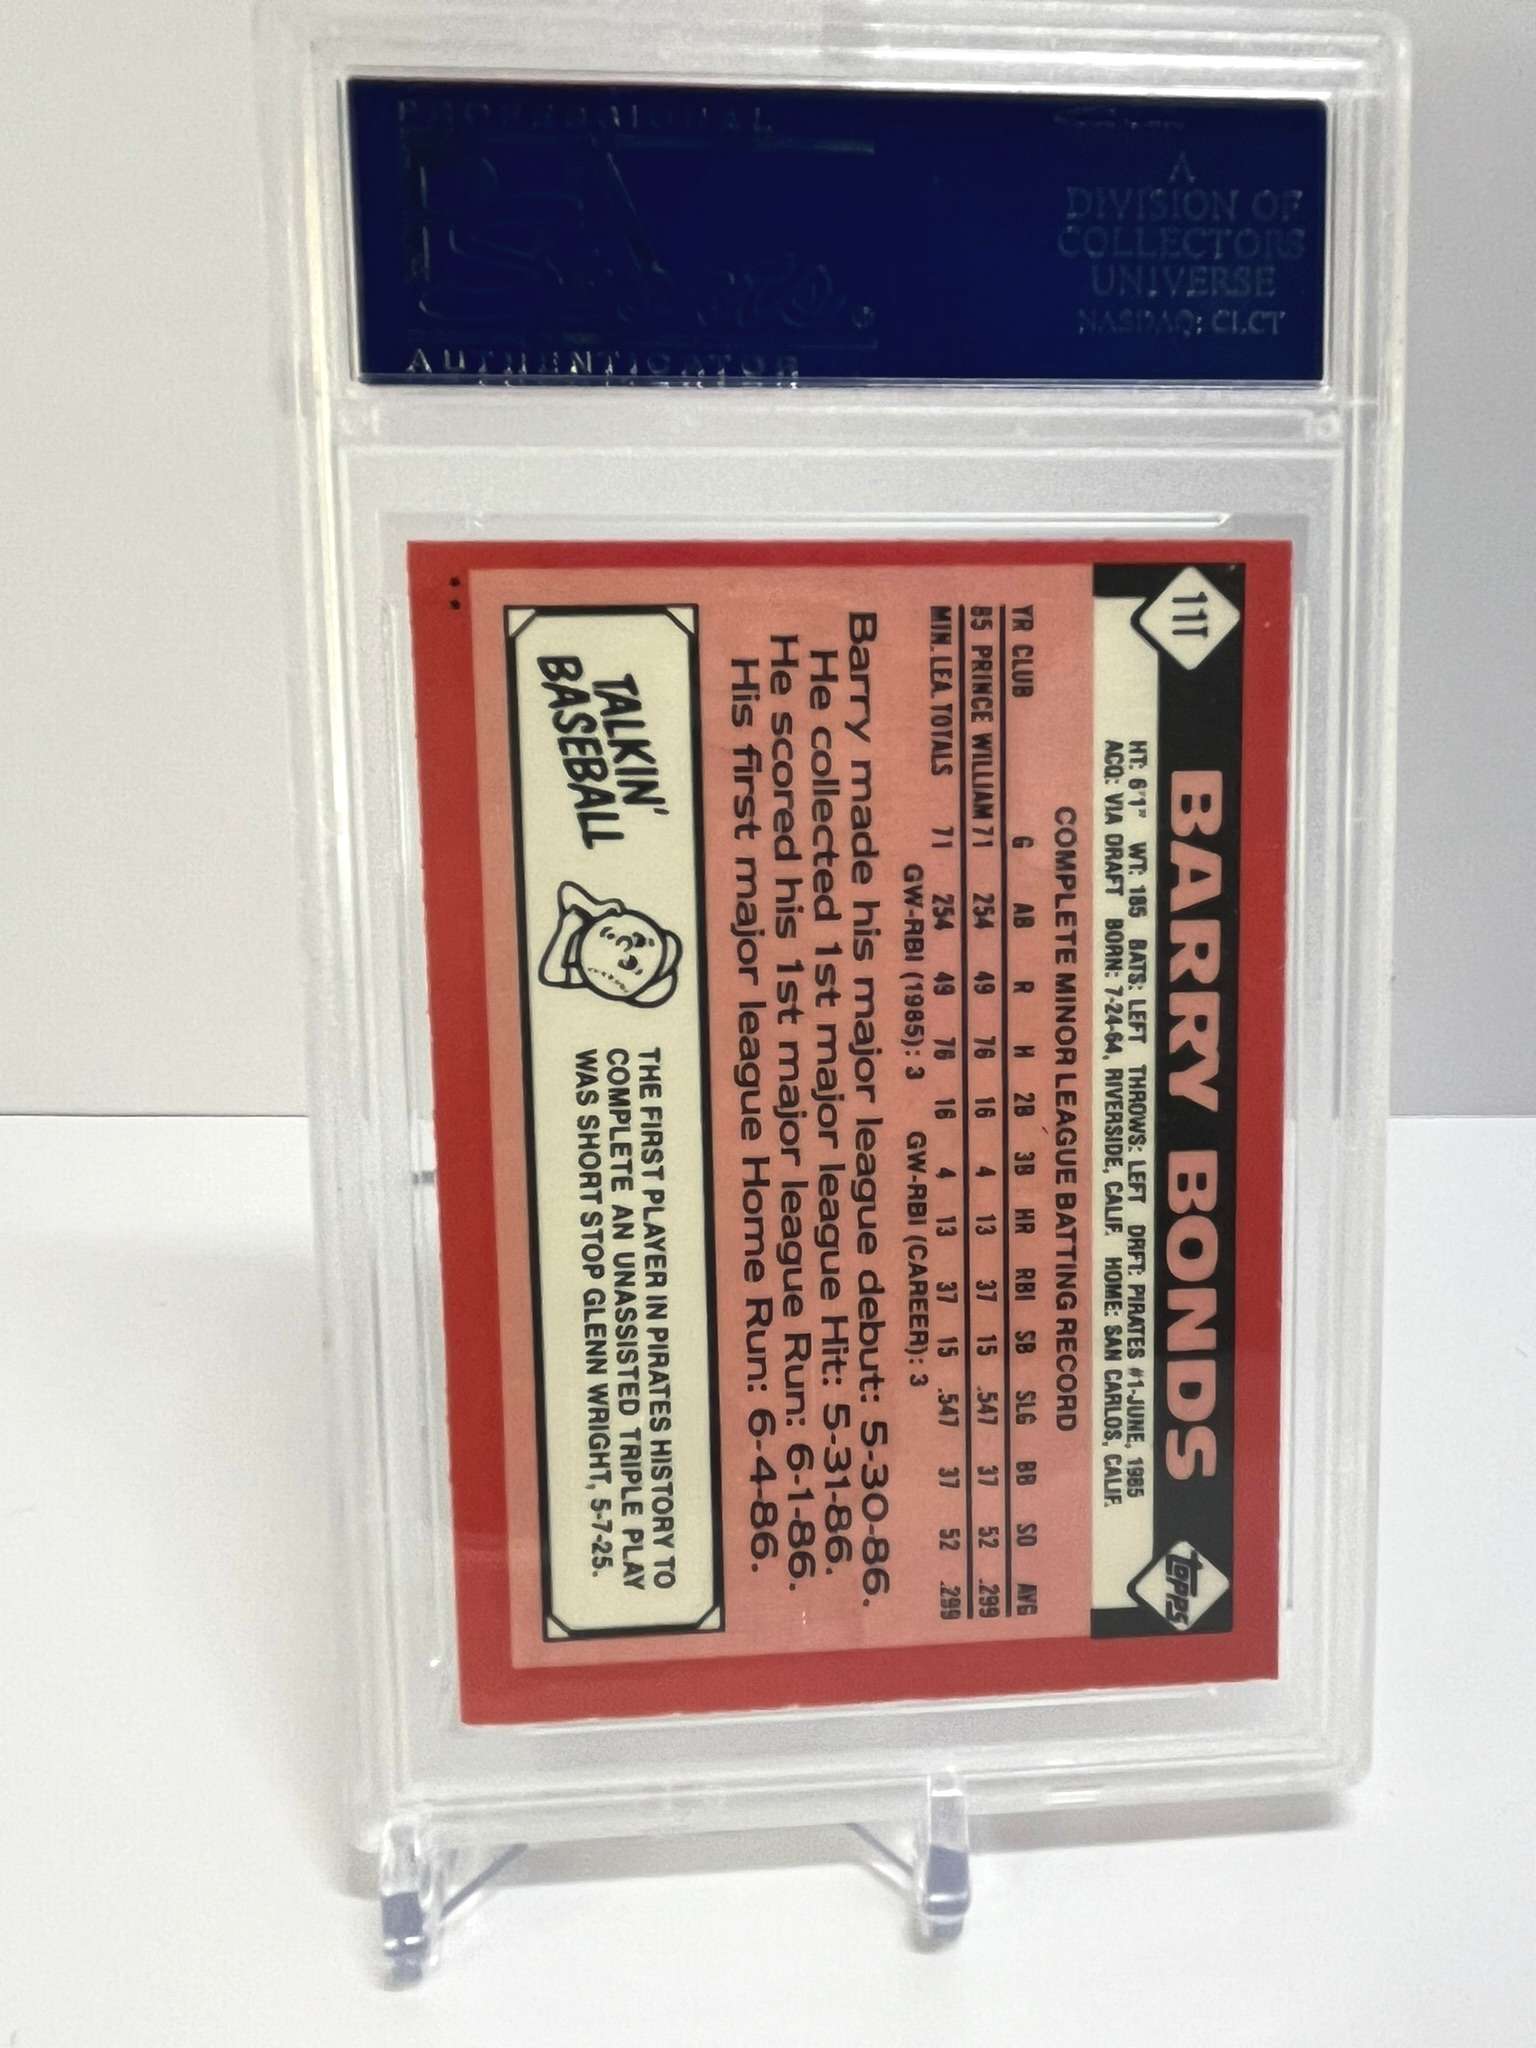 PROFESSIONAL
PSA
AUTHENTICATOR
A
DIVISION OF
COLLECTORS
UNIVERSE
NASDAQ: CLCT
11T
BARRY BONDS
topps
HT: 6'1" WT: 185 BATS: LEFT THROWS: LEFT DRFT: PIRATES #1-JUNE, 1985
ACQ: VIA DRAFT BORN: 7-24-64, RIVERSIDE, CALIF. HOME: SAN CARLOS, CALIF.
COMPLETE MINOR LEAGUE BATTING RECORD
YR CLUB G AB R H 2B 3B HR RBI SB SLG BB SO AVG
85 PRINCE WILLIAM 71 254 49 76 16 4 13 37 15 .547 37 52 .299
MIN. LEA. TOTALS 71 254 49 76 16 4 13 37 15 .547 37 52 .299
GW-RBI (1985): 3 GW-RBI (CAREER): 3
Barry made his major league debut: 5-30-86.
He collected 1st major league Hit: 5-31-86.
He scored his 1st major league Run: 6-1-86.
His first major league Home Run: 6-4-86.
TALKIN'
BASEBALL
THE FIRST PLAYER IN PIRATES HISTORY TO
COMPLETE AN UNASSISTED TRIPLE PLAY
WAS SHORT STOP GLENN WRIGHT, 5-7-25.